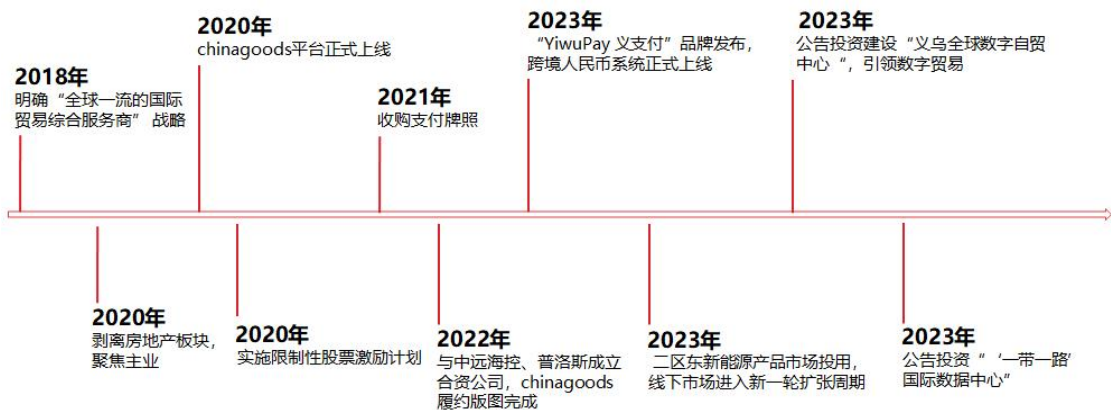 2018年
明确“全球一流的国际
贸易综合服务商” 战略
2020年
剥离房地产板块，
聚焦主业
2020年
chinagoods平台正式上线
2020年
实施限制性股票激励计划
2021年
收购支付牌照
2022年
与中远海控、普洛斯成立
合资公司，chinagoods
履约版图完成
2023年
“YiwuPay 义支付”品牌发布，
跨境人民币系统正式上线
2023年
二区东新能源产品市场投用，
线下市场进入新一轮扩张周期
2023年
公告投资建设“义乌全球数字自贸
中心“，引领数字贸易
2023年
公告投资“ ‘一带一路’
国际数据中心”